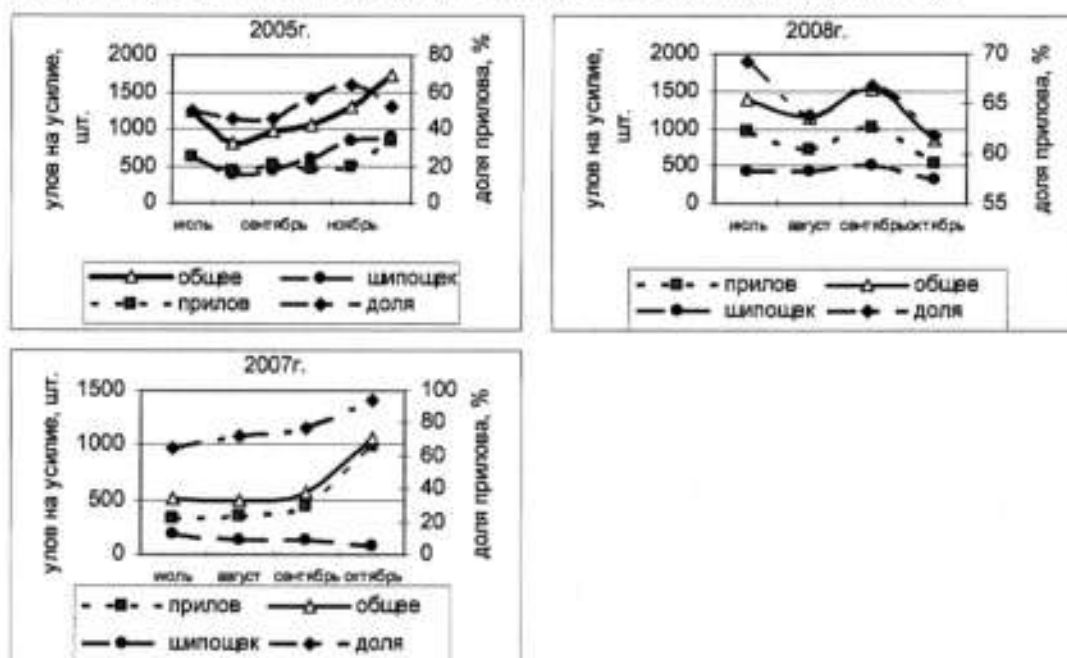 2005г.
улов на усилие, шт.
2000
1500
1000
500
0
80
60
40
20
0
доля прилова, %
июль
сентябрь
ноябрь
общее
шипощек
прилов
доля
2008г.
улов на усилие, шт.
2000
1500
1000
500
0
70
65
60
55
доля прилова, %
июль
август
сентябрь
октябрь
прилов
общее
шипощек
доля
2007г.
улов на усилие, шт.
1500
1000
500
0
100
80
60
40
20
0
доля прилова, %
июль
август
сентябрь
октябрь
прилов
общее
шипощек
доля